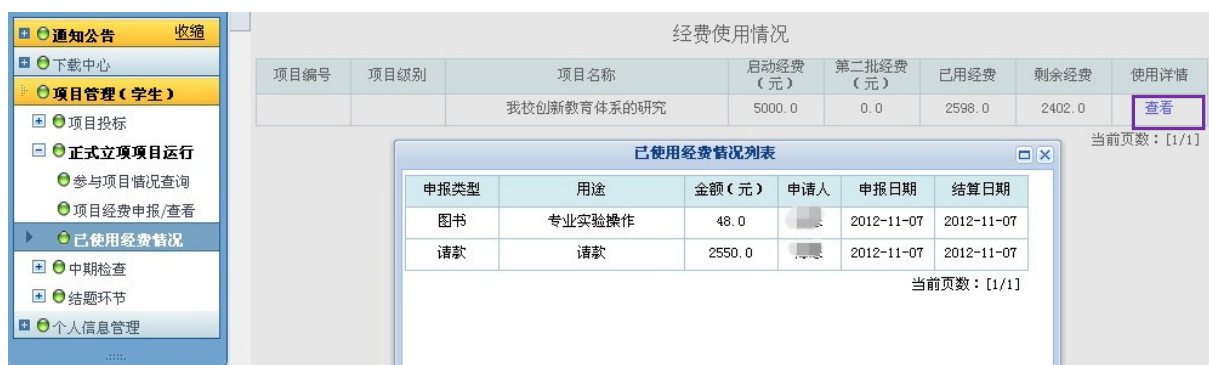 通知公告 收缩
下载中心
项目管理(学生)
项目投标
正式立项项目运行
参与项目情况查询
项目经费申报/查看
已使用经费情况
中期检查
结题环节
个人信息管理
经费使用情况
项目编号 项目级别 项目名称 启动经费(元) 第二批经费(元) 已用经费 剩余经费 使用详情
我校创新教育体系的研究 5000.0 0.0 2598.0 2402.0 查看
当前页数:[1/1]
已使用经费情况列表
申报类型 用途 金额(元) 申请人 申报日期 结算日期
图书 专业实验操作 48.0 2012-11-07 2012-11-07
请款 请款 2550.0 2012-11-07 2012-11-07
当前页数:[1/1]